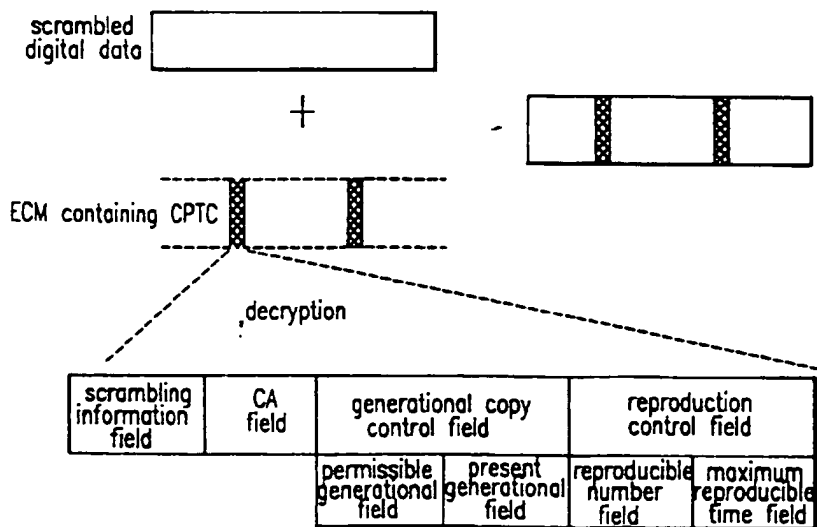 scrambled
digital data
+
ECM containing CPTC
decryption
scrambling
information
field
CA
field
generational copy
control field
reproduction
control field
permissible
generational
field
present
generational
field
reproducible
number
field
maximum
reproducible
time field